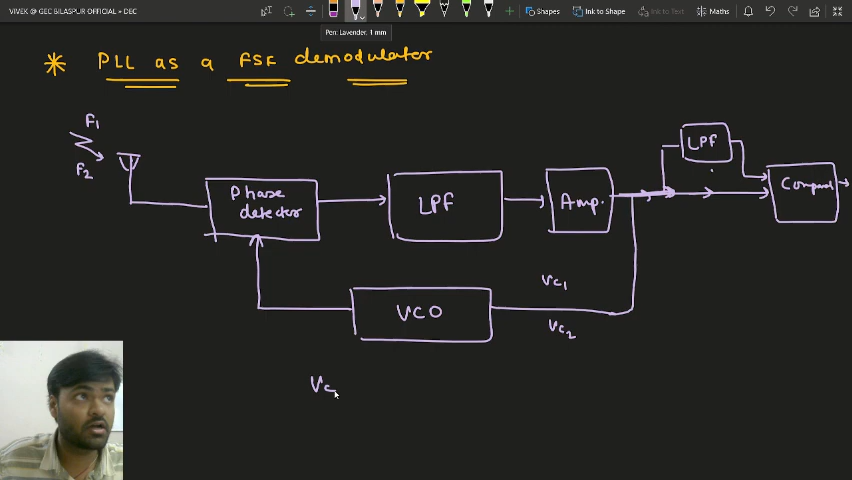 VIVEK @ GEC BILASPUR OFFICIAL » DEC
Shapes
Ink to Shape
Ink to Text
Maths
Pen: Lavender. 1 mm
* PLL as a FSK demodulator
F1
F2
Phase detector
LPF
Amp.
LPF
VCO
Vc1
Vc2
Vc